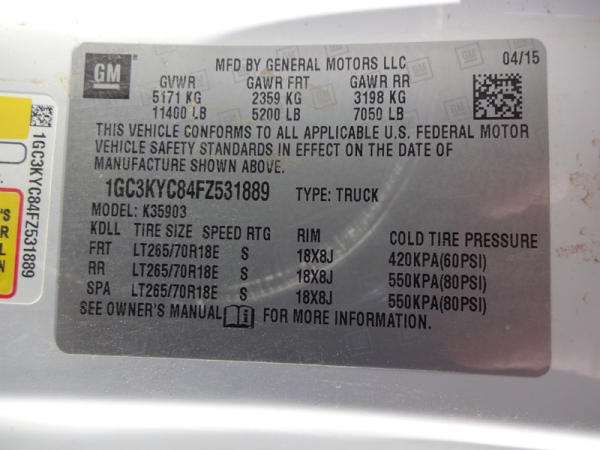 GM
MFD BY GENERAL MOTORS LLC 04/15
GVWR GAWR FRT GAWR RR
5171 KG 2359 KG 3198 KG
11400 LB 5200 LB 7050 LB
THIS VEHICLE CONFORMS TO ALL APPLICABLE U.S. FEDERAL MOTOR
VEHICLE SAFETY STANDARDS IN EFFECT ON THE DATE OF
MANUFACTURE SHOWN ABOVE.
1GC3KYC84FZ531889 TYPE: TRUCK
MODEL: K35903
KDLL TIRE SIZE SPEED RTG RIM COLD TIRE PRESSURE
FRT LT265/70R18E S 18X8J 420KPA(60PSI)
RR LT265/70R18E S 18X8J 550KPA(80PSI)
SPA LT265/70R18E S 18X8J 550KPA(80PSI)
SEE OWNER'S MANUAL FOR MORE INFORMATION.
1GC3KYC84FZ531889